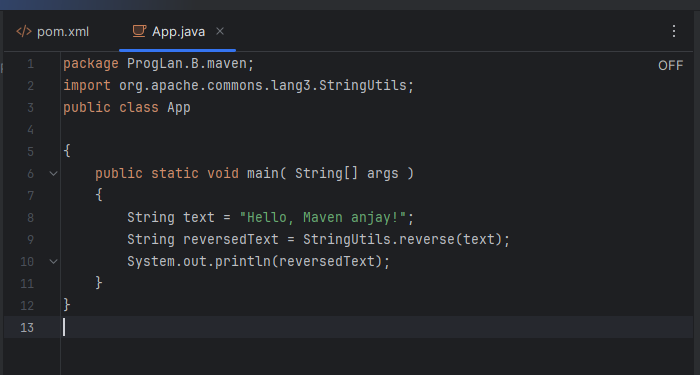 pom.xml
App.java
OFF
1 package ProgLan.B.maven;
2 import org.apache.commons.lang3.StringUtils;
3 public class App
4
5 {
6     public static void main( String[] args )
7     {
8         String text = "Hello, Maven anjay!";
9         String reversedText = StringUtils.reverse(text);
10         System.out.println(reversedText);
11     }
12 }
13